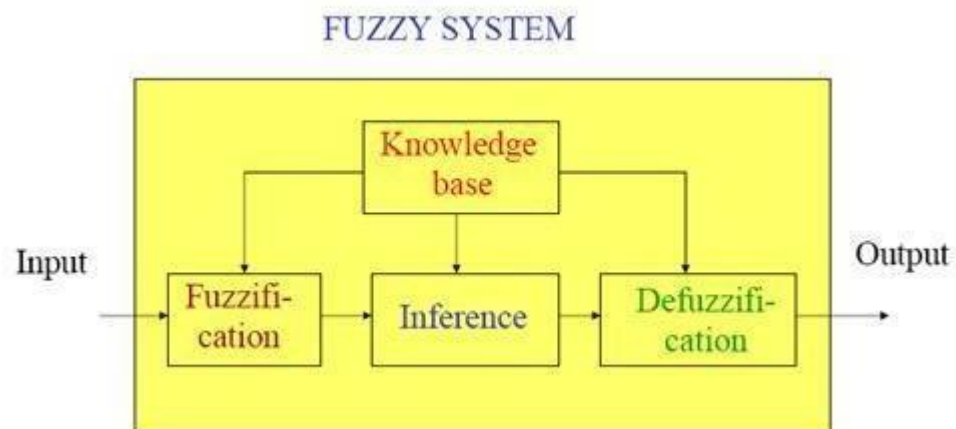 FUZZY SYSTEM
Knowledge
base
Input
Output
Fuzzifi-
cation
Inference
Defuzzifi-
cation